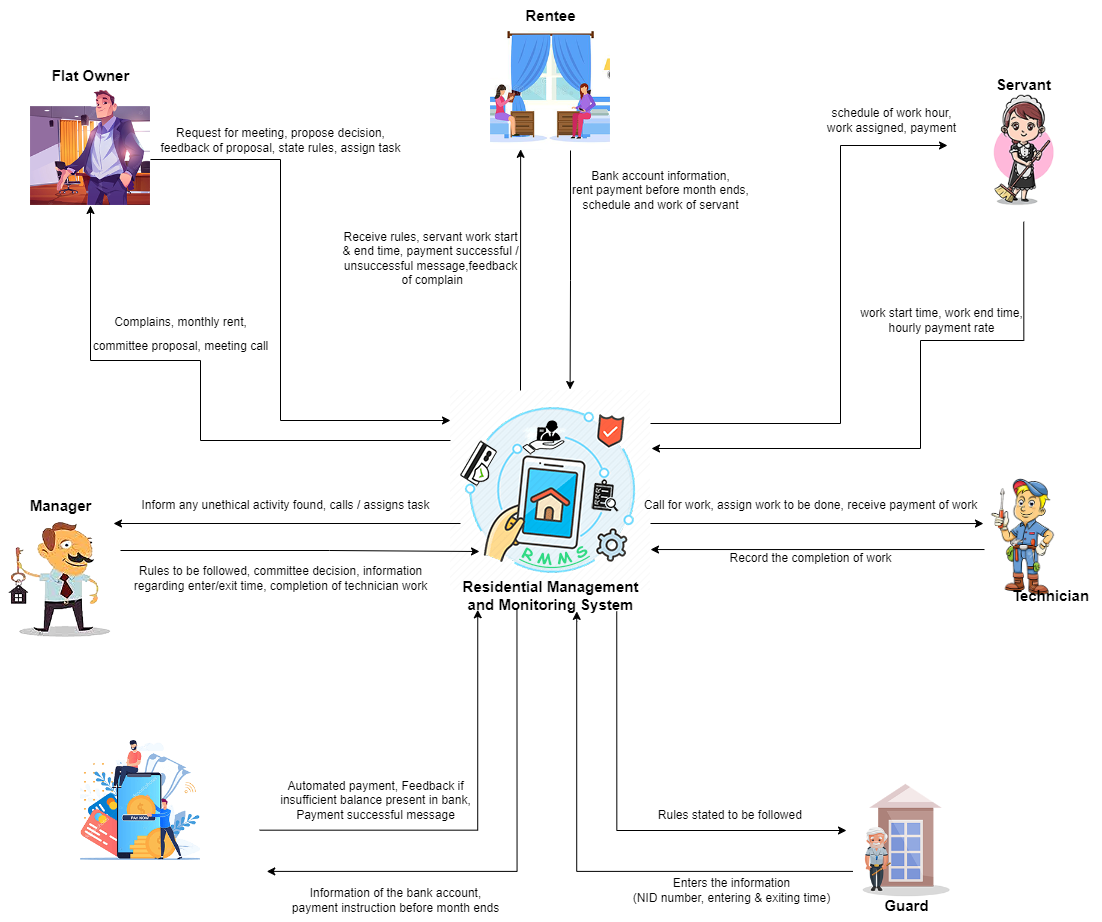 Rentee
Flat Owner
Servant
Request for meeting, propose decision,
feedback of proposal, state rules, assign task
schedule of work hour,
work assigned, payment
Bank account information,
rent payment before month ends,
schedule and work of servant
Receive rules, servant work start
& end time, payment successful /
unsuccessful message,feedback
of complain
Complains, monthly rent,
committee proposal, meeting call
work start time, work end time,
hourly payment rate
Manager
Inform any unethical activity found, calls / assigns task
Call for work, assign work to be done, receive payment of work
RMMS
Rules to be followed, committee decision, information
regarding enter/exit time, completion of technician work
Record the completion of work
Residential Management
and Monitoring System
Technician
Automated payment, Feedback if
insufficient balance present in bank,
Payment successful message
PAY NOW
Rules stated to be followed
Information of the bank account,
payment instruction before month ends
Enters the information
(NID number, entering & exiting time)
Guard